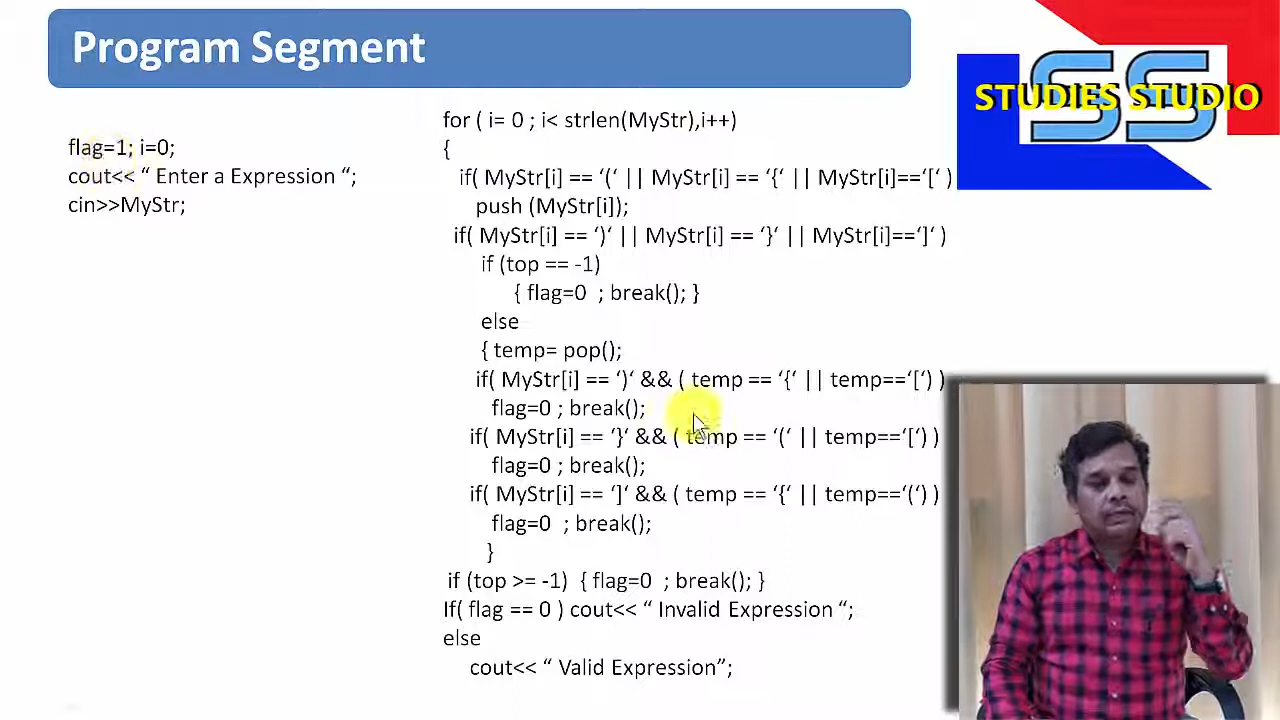 Program Segment
SS
STUDIES STUDIO
flag=1; i=0;
cout<< “ Enter a Expression “;
cin>>MyStr;
for ( i= 0 ; i< strlen(MyStr),i++)
{
if( MyStr[i] == ‘(‘ || MyStr[i] == ‘{‘ || MyStr[i]==‘[‘ )
push (MyStr[i]);
if( MyStr[i] == ‘)‘ || MyStr[i] == ‘}‘ || MyStr[i]==‘]‘ )
if (top == -1)
{ flag=0  ; break(); }
else
{ temp= pop();
if( MyStr[i] == ‘)‘ && ( temp == ‘{‘ || temp==‘[‘) )
flag=0 ; break();
if( MyStr[i] == ‘}‘ && ( temp == ‘(‘ || temp==‘[‘) )
flag=0 ; break();
if( MyStr[i] == ‘]‘ && ( temp == ‘{‘ || temp==‘(‘) )
flag=0  ; break();
}
if (top >= -1)  { flag=0  ; break(); }
If( flag == 0 ) cout<< “ Invalid Expression “;
else
cout<< “ Valid Expression”;